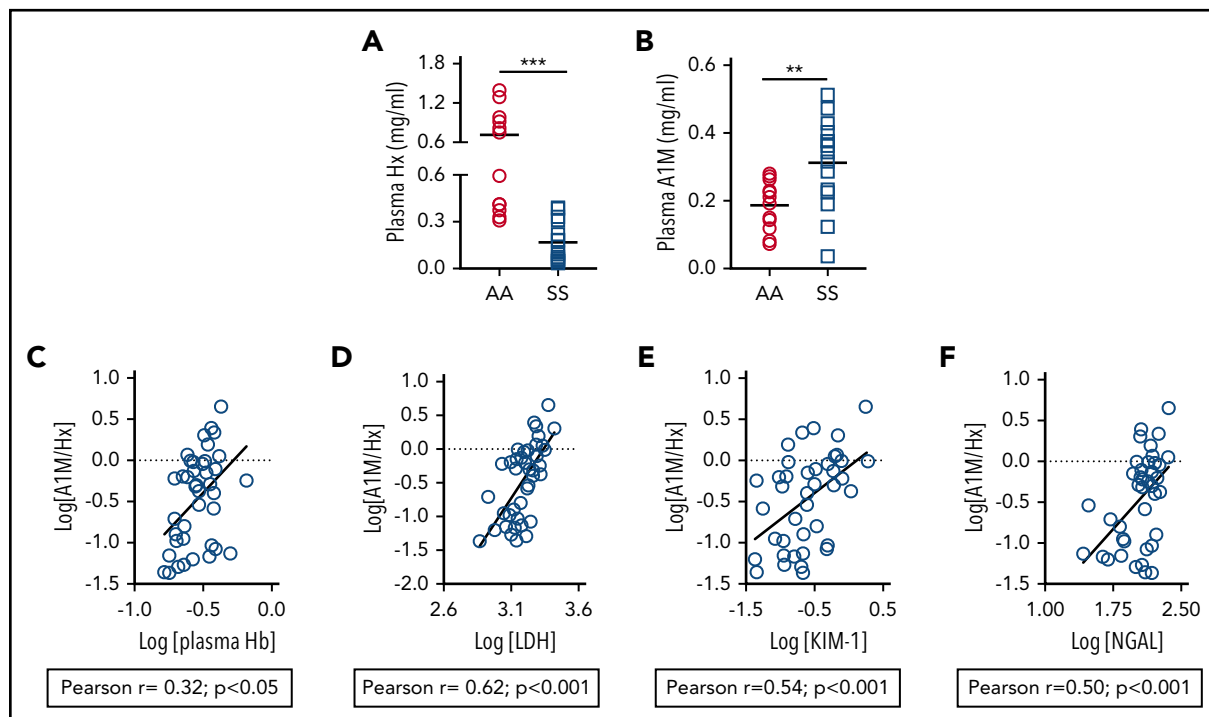 A
Plasma Hx (mg/ml)
1.8
1.2
0.6
0.6
0.3
0.0
***
AA SS
B
Plasma A1M (mg/ml)
0.6
0.4
0.2
0.0
**
AA SS
C
Log[A1M/Hx]
1.0
0.5
0.0
-0.5
-1.0
-1.5
-1.0 -0.5 0.0
Log [plasma Hb]
Pearson r= 0.32; p<0.05
D
Log[A1M/Hx]
1.0
0.5
0.0
-0.5
-1.0
-1.5
-2.0
2.6 3.1 3.6
Log [LDH]
Pearson r= 0.62; p<0.001
E
Log[A1M/Hx]
1.0
0.5
0.0
-0.5
-1.0
-1.5
-1.5 -0.5 0.5
Log [KIM-1]
Pearson r=0.54; p<0.001
F
Log[A1M/Hx]
1.0
0.5
0.0
-0.5
-1.0
-1.5
1.00 1.75 2.50
Log [NGAL]
Pearson r=0.50; p<0.001